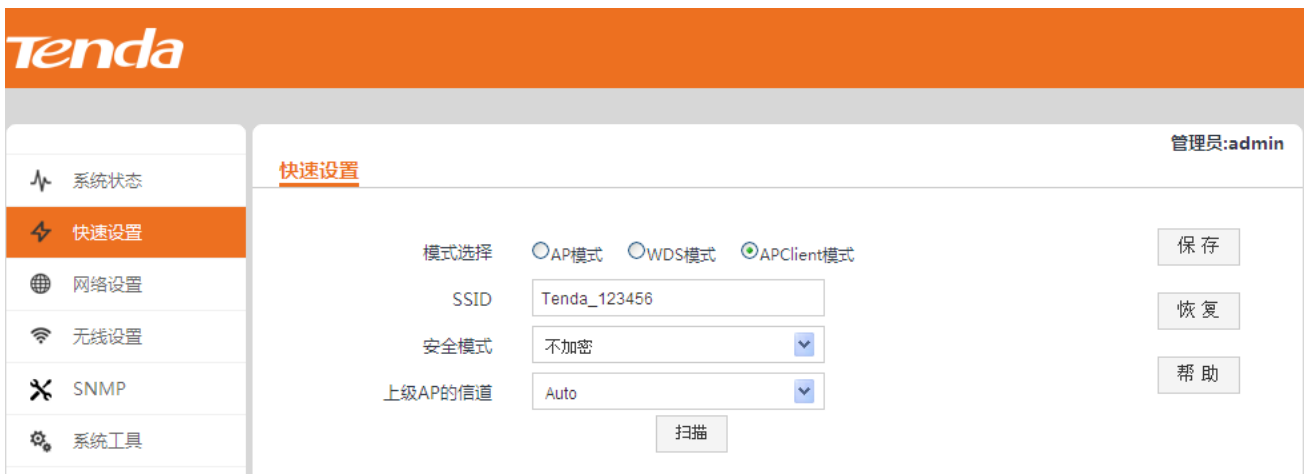 Tenda
管理员:admin
系统状态
快速设置
网络设置
无线设置
SNMP
系统工具
快速设置
模式选择 AP模式 WDS模式 APClient模式
SSID Tenda_123456
安全模式 不加密
上级AP的信道 Auto
扫描
保存
恢复
帮助